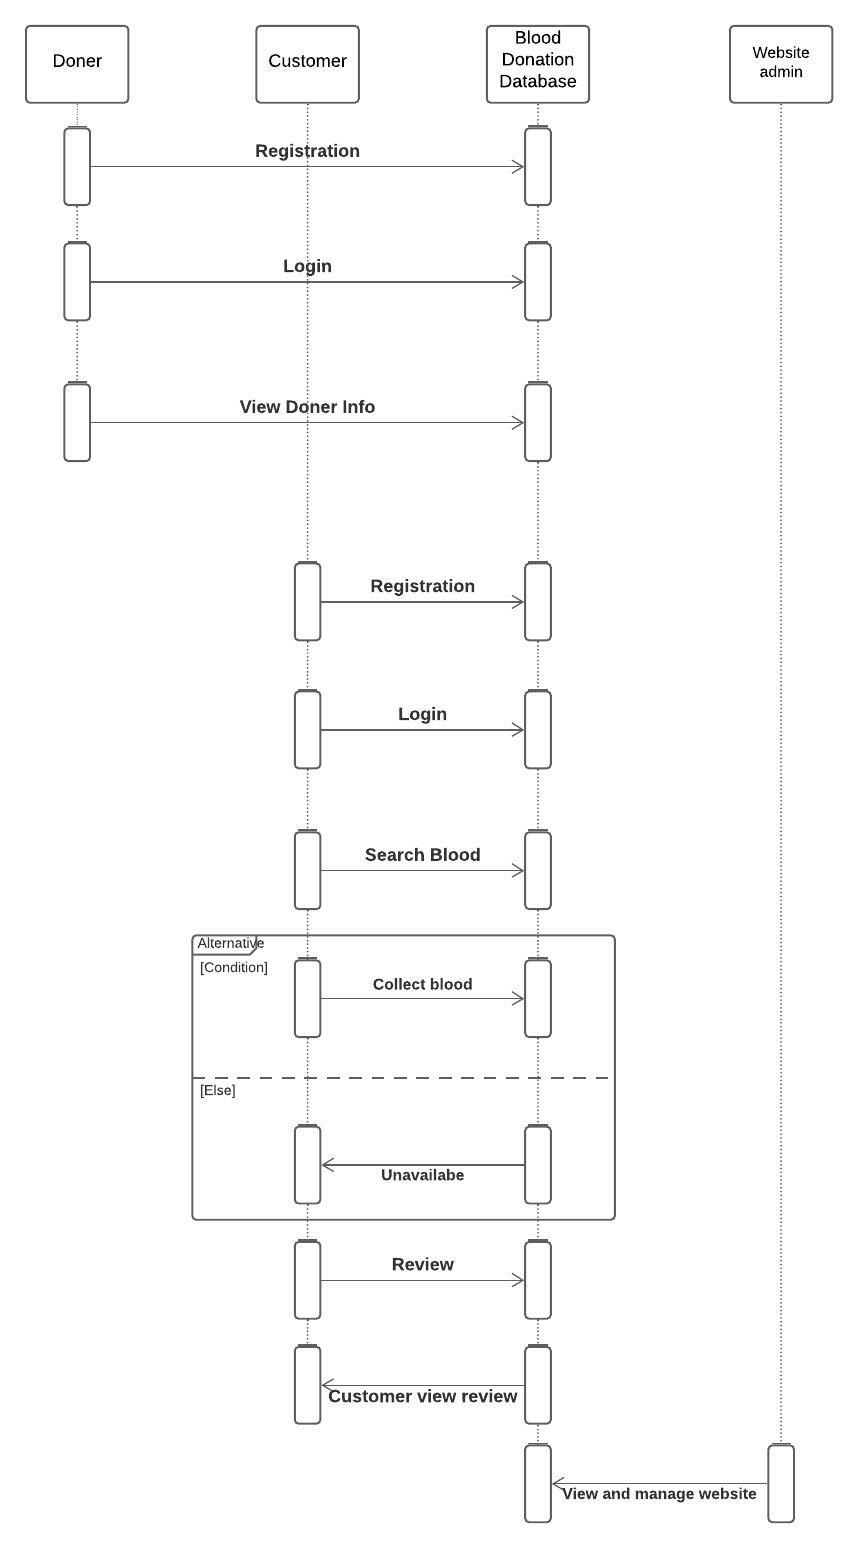 Doner
Customer
Blood
Donation
Database
Website
admin
Registration
Login
View Doner Info
Registration
Login
Search Blood
Alternative
[Condition]
Collect blood
[Else]
Unavailabe
Review
Customer view review
View and manage website